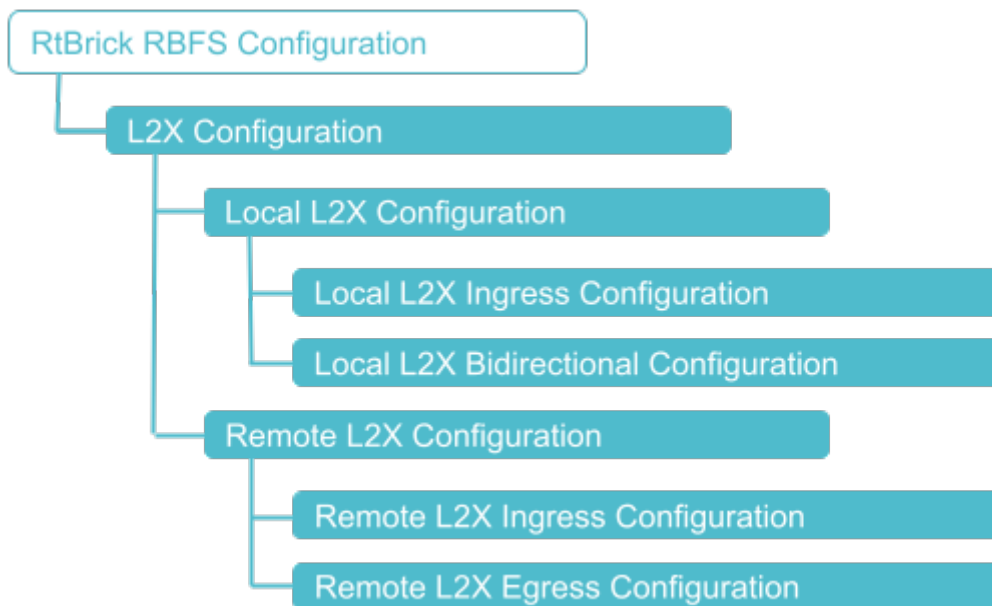 RtBrick RBFS Configuration
L2X Configuration
Local L2X Configuration
Local L2X Ingress Configuration
Local L2X Bidirectional Configuration
Remote L2X Configuration
Remote L2X Ingress Configuration
Remote L2X Egress Configuration